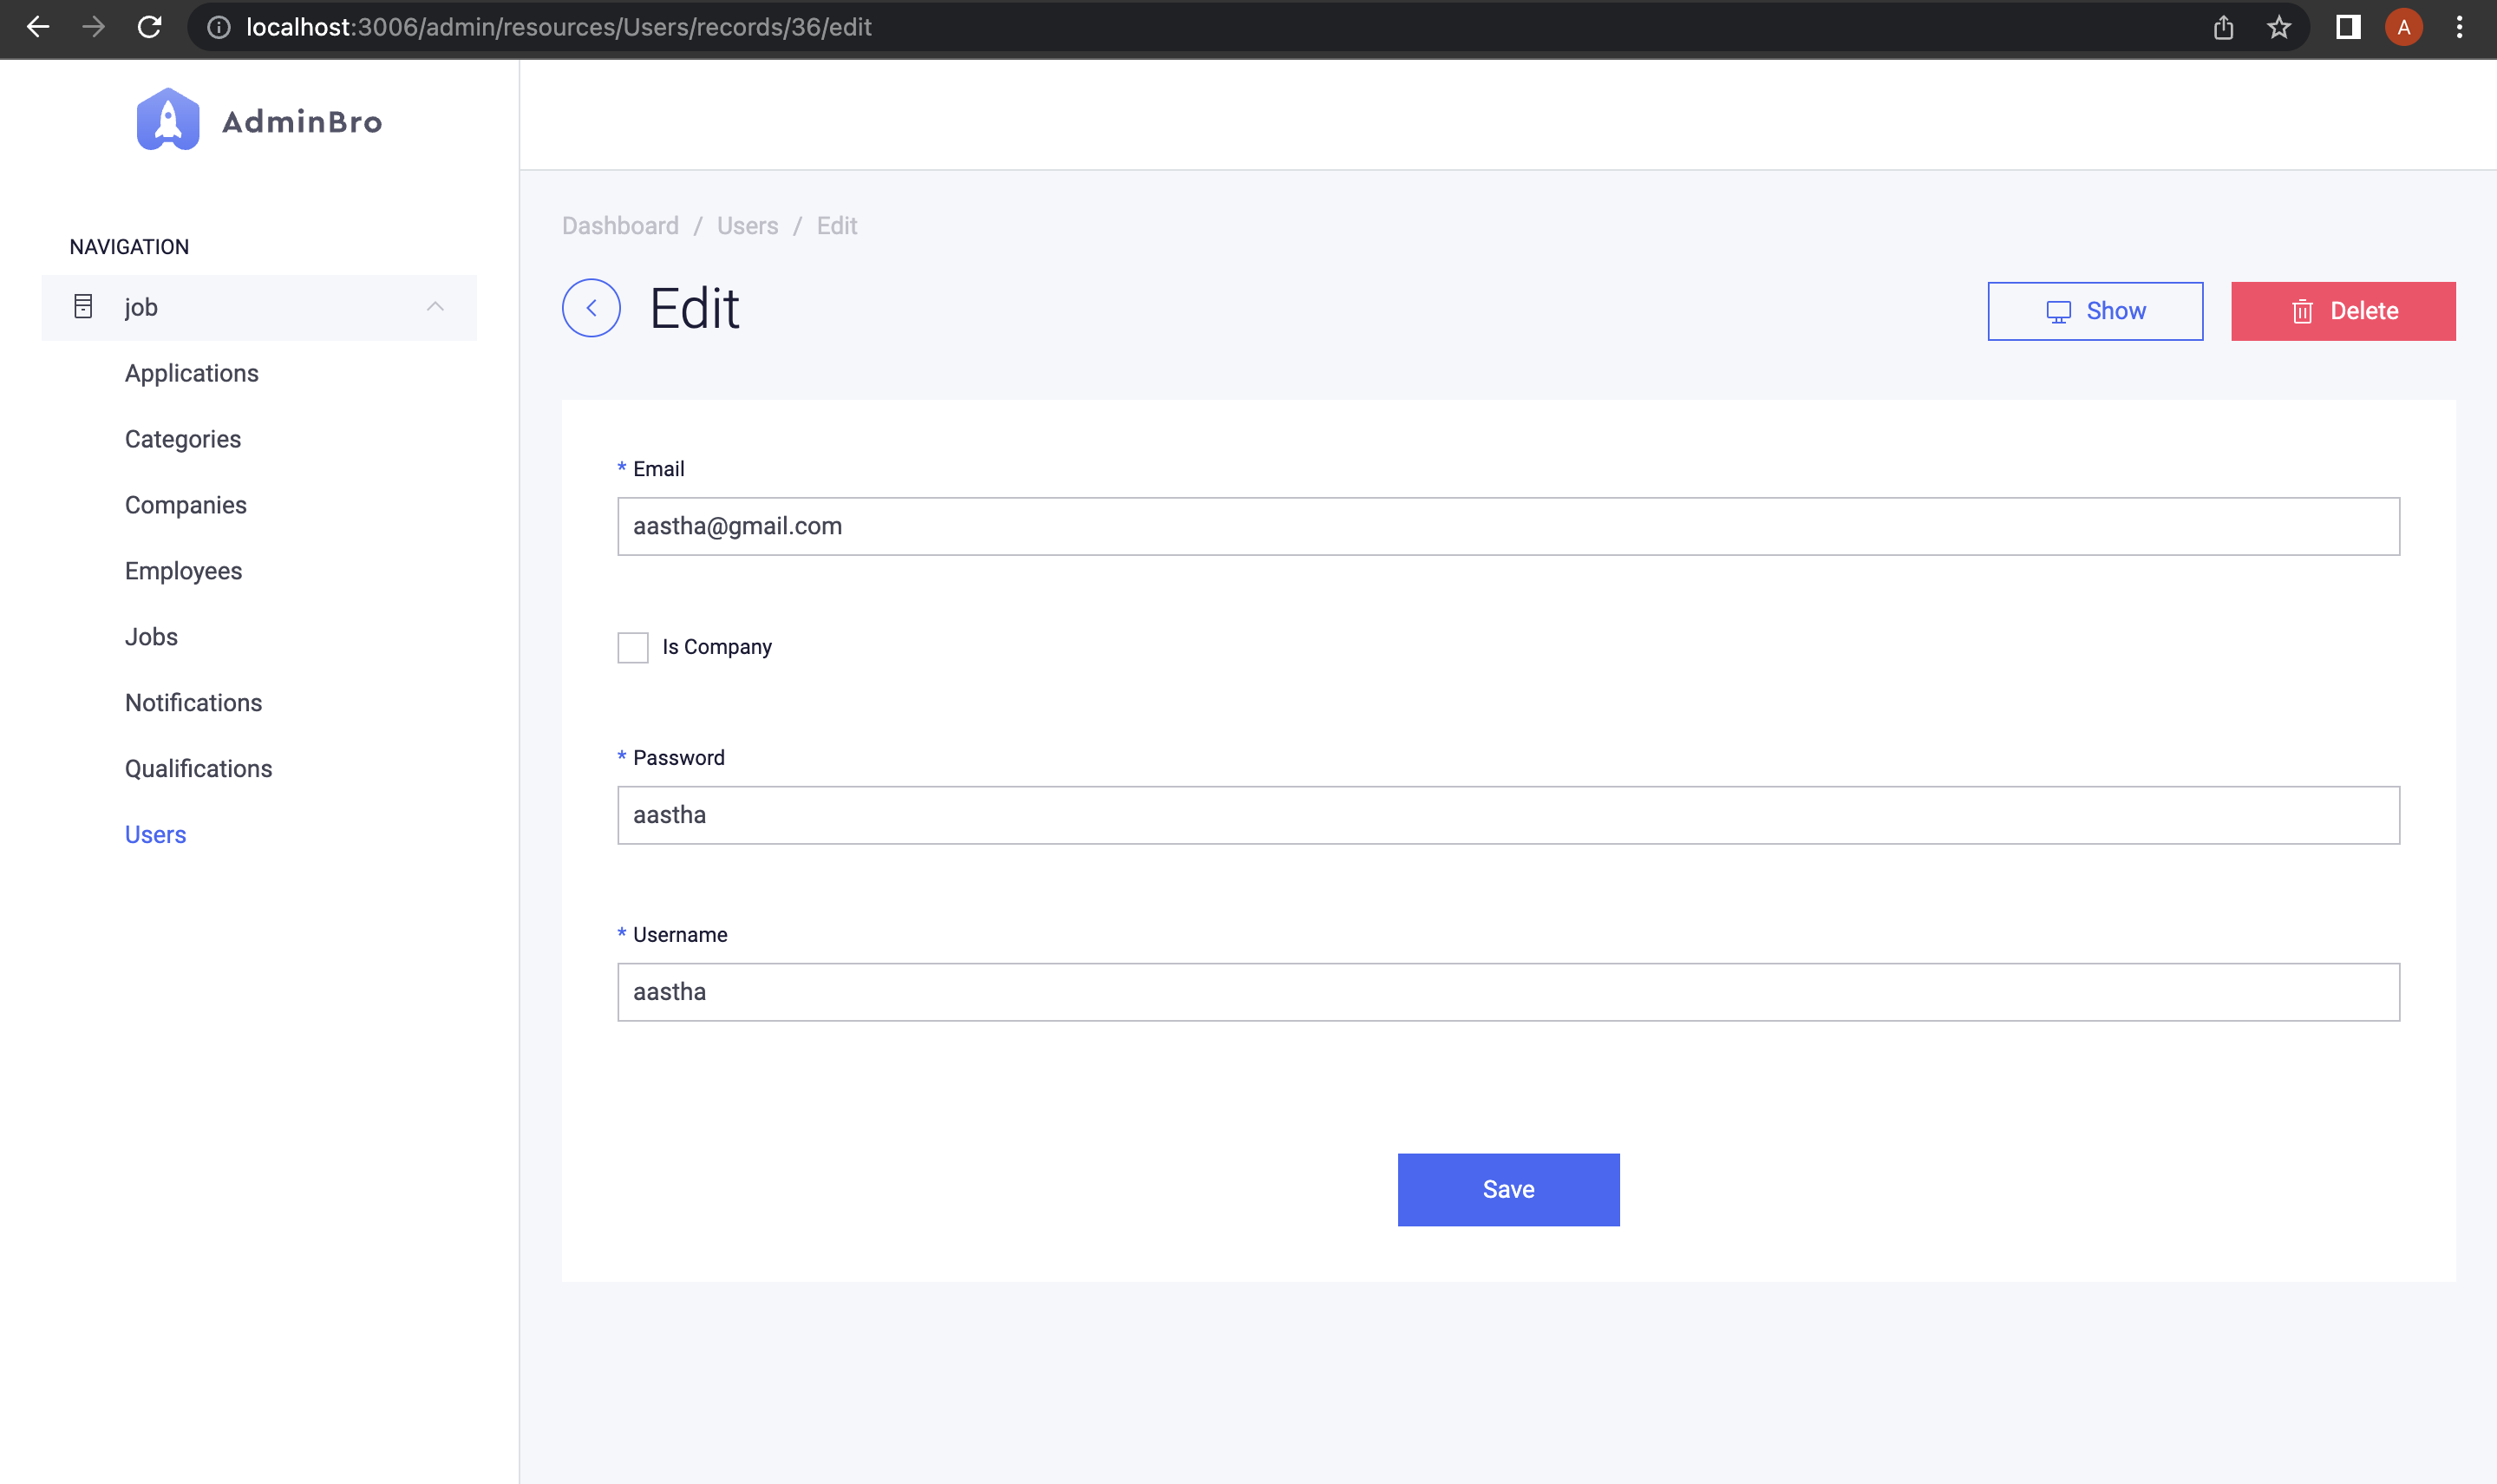 localhost:3006/admin/resources/Users/records/36/edit
A
AdminBro
NAVIGATION
job
Applications
Categories
Companies
Employees
Jobs
Notifications
Qualifications
Users
Dashboard / Users / Edit
Edit
Show
Delete
* Email
aastha@gmail.com
Is Company
* Password
aastha
* Username
aastha
Save